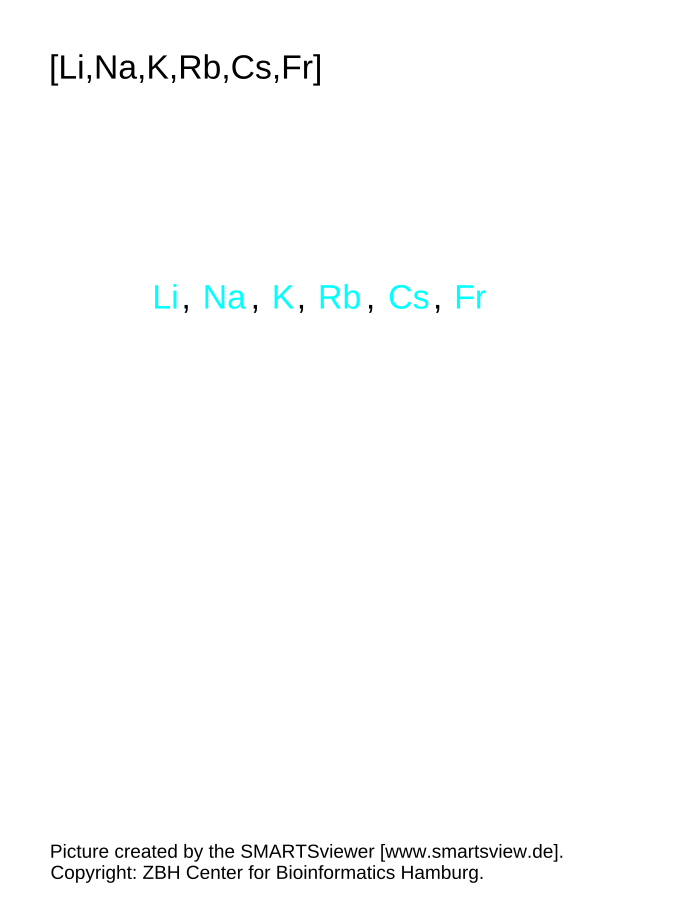 [Li,Na,K,Rb,Cs,Fr]
Li, Na, K, Rb, Cs, Fr
Picture created by the SMARTSviewer [www.smartsview.de].
Copyright: ZBH Center for Bioinformatics Hamburg.